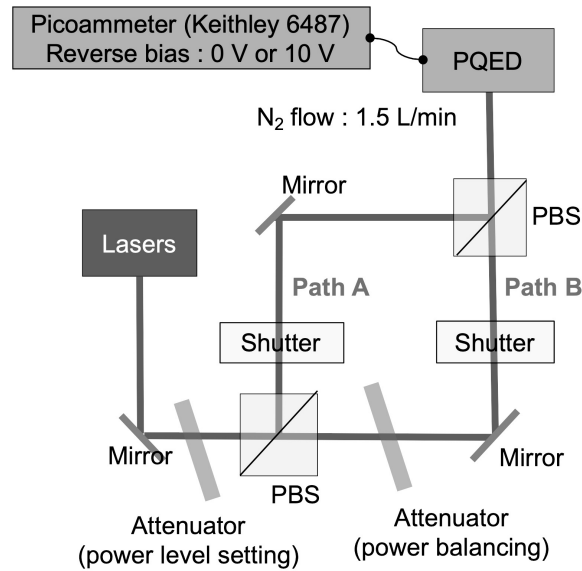 Picoammeter (Keithley 6487)
Reverse bias : 0 V or 10 V
PQED
N₂ flow : 1.5 L/min
Mirror
PBS
Lasers
Path A
Path B
Shutter
Shutter
Mirror
PBS
Mirror
Attenuator
(power level setting)
Attenuator
(power balancing)